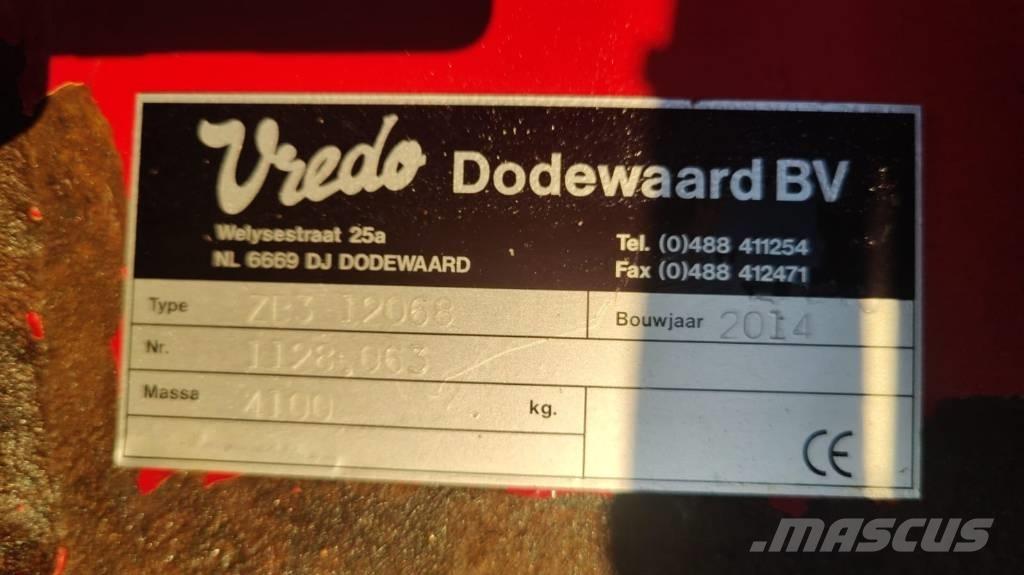 Vredo Dodewaard BV
Welysestraat 25a
NL 6669 DJ DODEWAARD
Tel. (0)488 411254
Fax (0)488 412471
Type ZB3 12068
Bouwjaar 2014
Nr. 1128.063
Massa 4100 kg.
CE
MASCUS